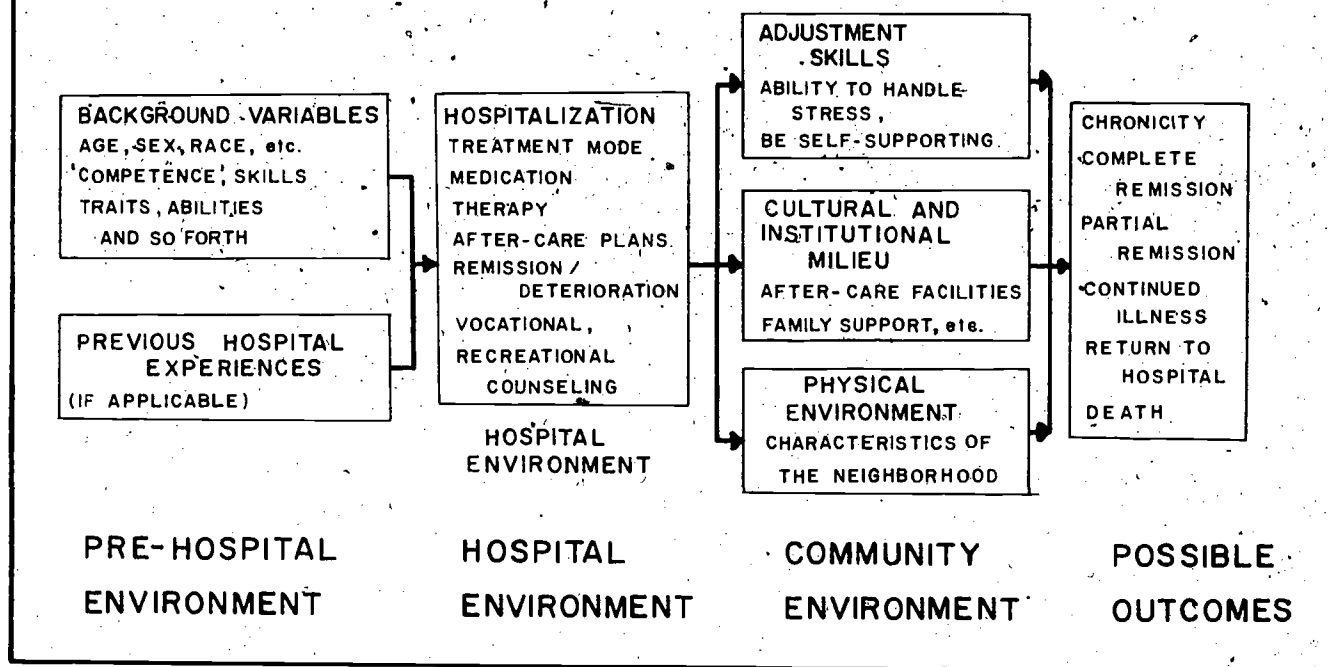 BACKGROUND VARIABLES
AGE, SEX, RACE, etc.
'COMPETENCE', SKILLS
TRAITS, ABILITIES
AND SO FORTH
PREVIOUS HOSPITAL
EXPERIENCES
(IF APPLICABLE)
HOSPITALIZATION
TREATMENT MODE
MEDICATION
THERAPY
AFTER-CARE PLANS.
REMISSION /
DETERIORATION
VOCATIONAL,
RECREATIONAL
COUNSELING
HOSPITAL
ENVIRONMENT
ADJUSTMENT
SKILLS
ABILITY TO HANDLE
STRESS,
BE SELF-SUPPORTING.
CULTURAL AND
INSTITUTIONAL
MILIEU
AFTER-CARE FACILITIES
FAMILY SUPPORT, etc.
PHYSICAL
ENVIRONMENT
CHARACTERISTICS OF
THE NEIGHBORHOOD
CHRONICITY
COMPLETE
REMISSION
PARTIAL
REMISSION
CONTINUED
ILLNESS
RETURN TO
HOSPITAL
DEATH
PRE-HOSPITAL
ENVIRONMENT
HOSPITAL
ENVIRONMENT
COMMUNITY
ENVIRONMENT
POSSIBLE
OUTCOMES